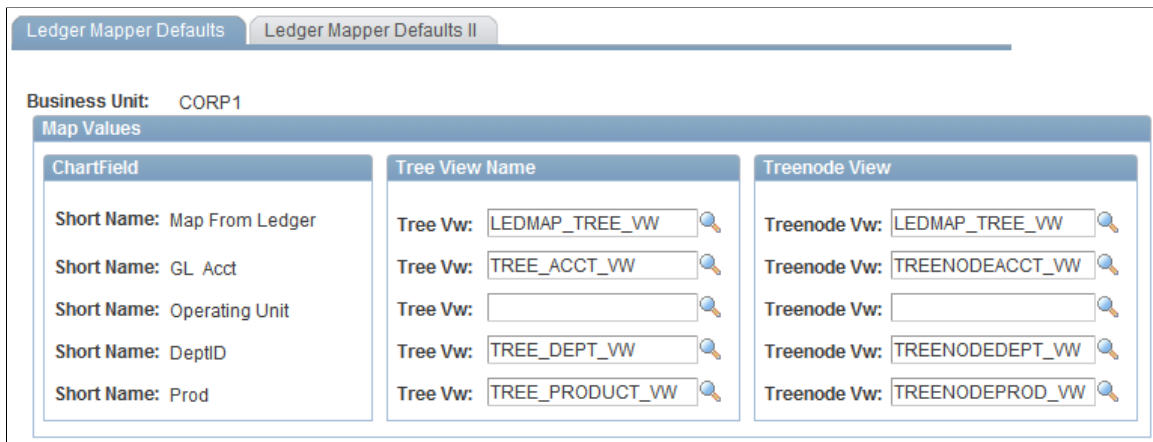 Ledger Mapper Defaults Ledger Mapper Defaults II
Business Unit: CORP1
Map Values
ChartField Tree View Name Treenode View
Short Name: Map From Ledger Tree Vw: LEDMAP_TREE_VW Treenode Vw: LEDMAP_TREE_VW
Short Name: GL Acct Tree Vw: TREE_ACCT_VW Treenode Vw: TREENODEACCT_VW
Short Name: Operating Unit Tree Vw: Treenode Vw:
Short Name: DeptID Tree Vw: TREE_DEPT_VW Treenode Vw: TREENODEDEPT_VW
Short Name: Prod Tree Vw: TREE_PRODUCT_VW Treenode Vw: TREENODEPROD_VW